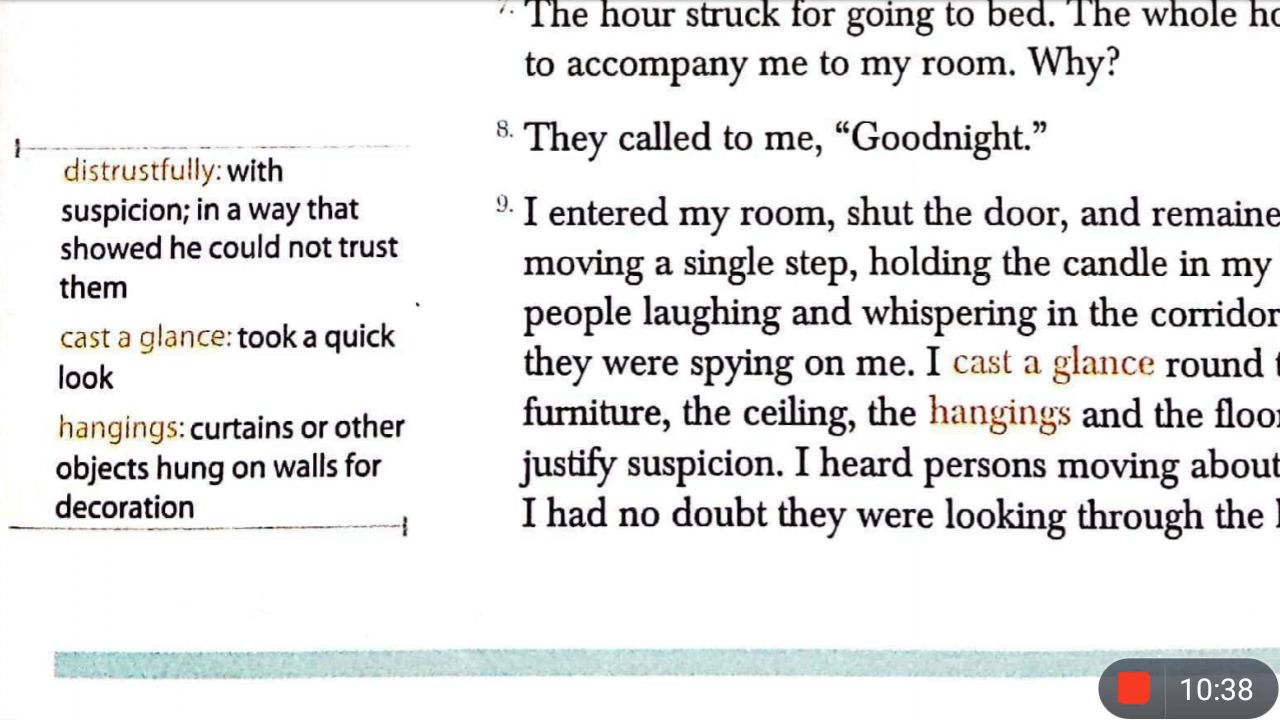 7. The hour struck for going to bed. The whole
to accompany me to my room. Why?
8. They called to me, “Goodnight.”
distrustfully: with
suspicion; in a way that
showed he could not trust
them
cast a glance: took a quick
look
hangings: curtains or other
objects hung on walls for
decoration
9. I entered my room, shut the door, and
moving a single step, holding the candle in my
people laughing and whispering in the corridor
they were spying on me. I cast a glance round
furniture, the ceiling, the hangings and the
justify suspicion. I heard persons moving about
I had no doubt they were looking through the
10:38